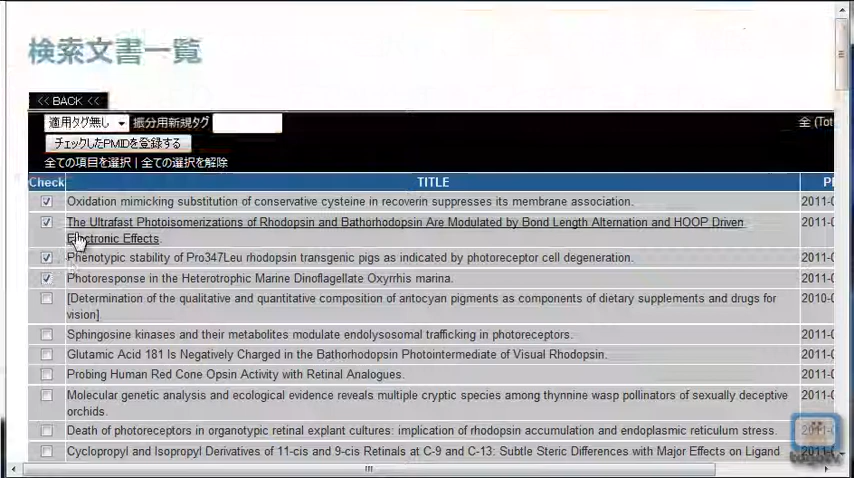 検索文書一覧
<< BACK <<
適用タグ無し 振分用新規タグ
全 (Tot
チェックしたPMIDを登録する
全ての項目を選択 | 全ての選択を解除
Check TITLE
Oxidation mimicking substitution of conservative cysteine in recoverin suppresses its membrane association. 2011-0
The Ultrafast Photoisomerizations of Rhodopsin and Bathorhodopsin Are Modulated by Bond Length Alternation and HOOP Driven 2011-0
Electronic Effects.
Phenotypic stability of Pro347Leu rhodopsin transgenic pigs as indicated by photoreceptor cell degeneration. 2011-0
Photoresponse in the Heterotrophic Marine Dinoflagellate Oxyrrhis marina. 2011-0
[Determination of the qualitative and quantitative composition of antocyan pigments as components of dietary supplements and drugs for 2010-0
vision].
Sphingosine kinases and their metabolites modulate endolysosomal trafficking in photoreceptors. 2011-0
Glutamic Acid 181 Is Negatively Charged in the Bathorhodopsin Photointermediate of Visual Rhodopsin. 2011-0
Probing Human Red Cone Opsin Activity with Retinal Analogues. 2011-0
Molecular genetic analysis and ecological evidence reveals multiple cryptic species among thynnine wasp pollinators of sexually deceptive 2011-0
orchids.
Death of photoreceptors in organotypic retinal explant cultures: implication of rhodopsin accumulation and endoplasmic reticulum stress. 2011-0
Cyclopropyl and Isopropyl Derivatives of 11-cis and 9-cis Retinals at C-9 and C-13: Subtle Steric Differences with Major Effects on Ligand